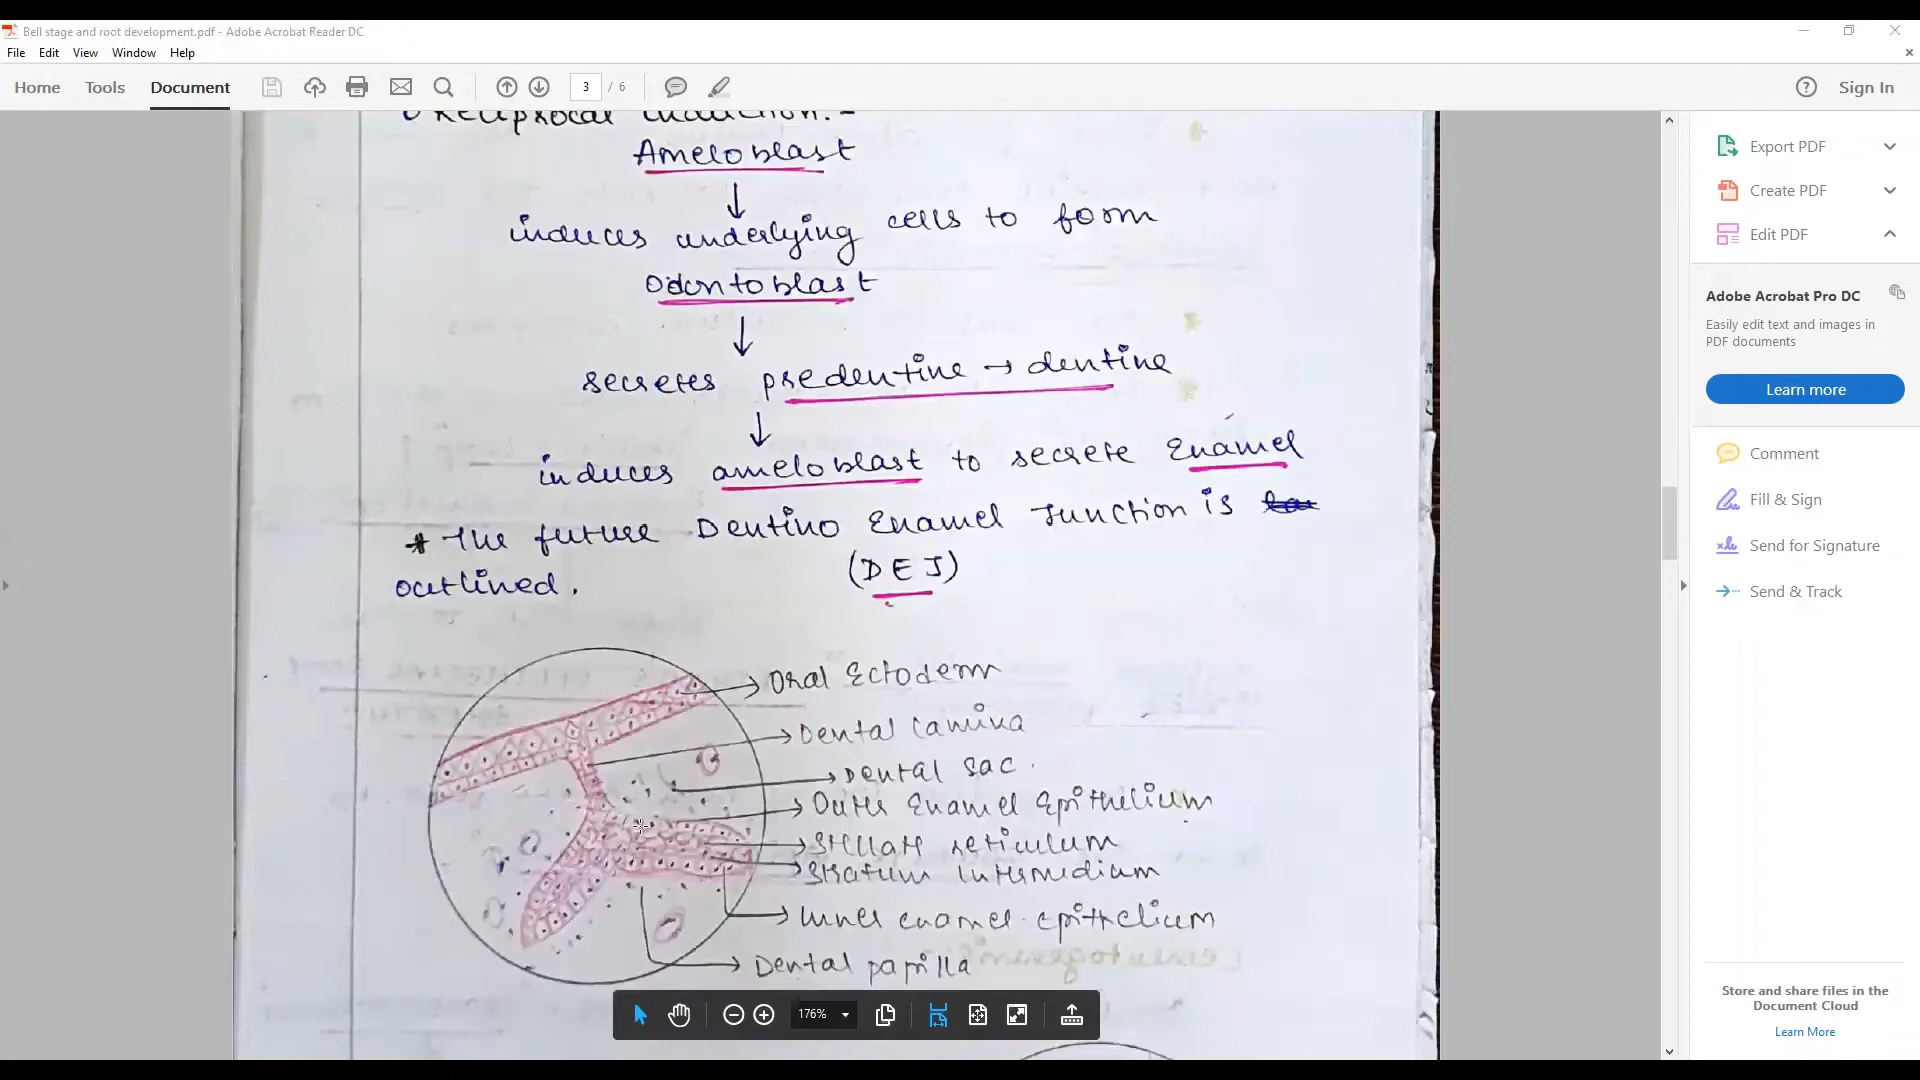 Bell stage and root development.pdf - Adobe Acrobat Reader DC
File Edit View Window Help
Home Tools Document 3 / 6 Sign In
Reciprocal induction:-
Ameloblast
induces underlying cells to form
Odontoblast
secretes predentine → dentine
induces ameloblast to secrete Enamel
* The future Dentino Enamel Junction is
(DEJ)
outlined.
Oral Ectoderm
Dental Lamina
Dental sac.
Outer Enamel Epithelium
Stellate reticulum
Stratum Intermedium
Inner enamel epithelium
Dental papilla
176%
Export PDF
Create PDF
Edit PDF
Adobe Acrobat Pro DC
Easily edit text and images in
PDF documents
Learn more
Comment
Fill & Sign
Send for Signature
Send & Track
Store and share files in the
Document Cloud
Learn More